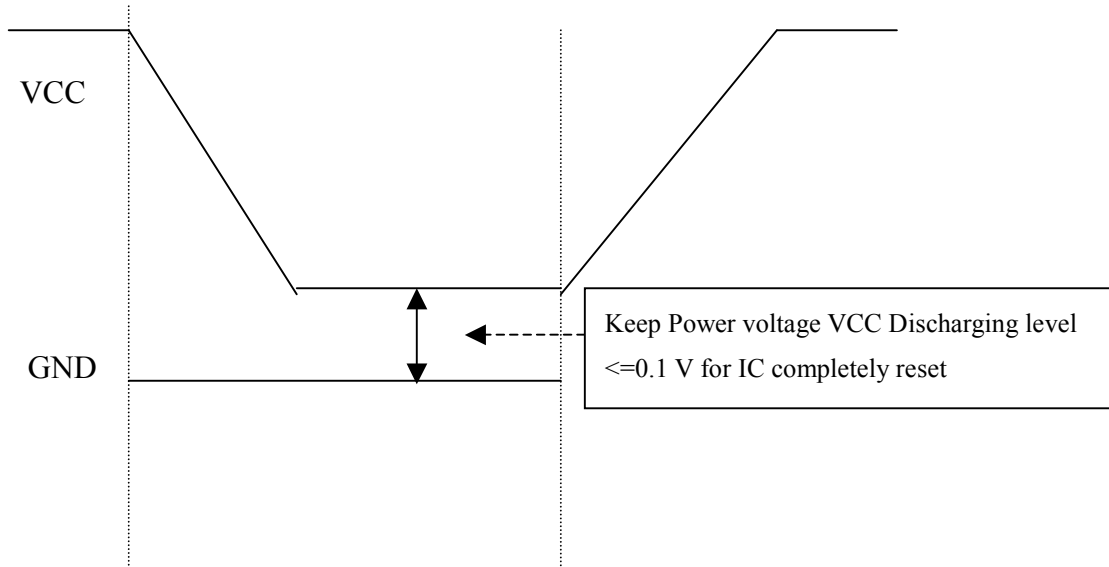 VCC
GND
Keep Power voltage VCC Discharging level
<=0.1 V for IC completely reset